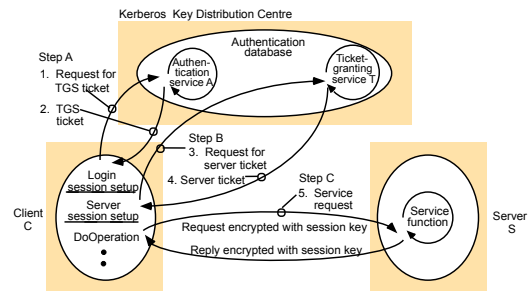 Kerberos Key Distribution Centre
Step A
1. Request for
TGS ticket
2. TGS
ticket
Authentication
database
Authen-
tication
service A
Ticket-
granting
service T
Step B
3. Request for
server ticket
4. Server ticket
Step C
5. Service
request
Client
C
Login
session setup
Server
session setup
DoOperation
Request encrypted with session key
Reply encrypted with session key
Service
function
Server
S